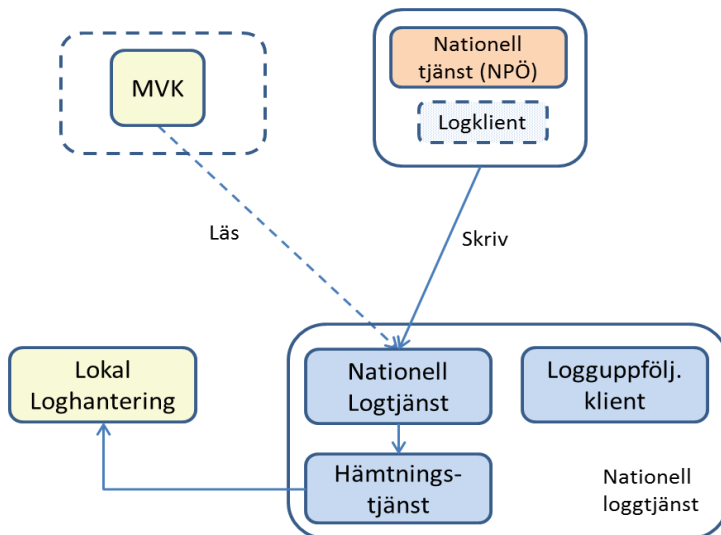 MVK
Nationell
tjänst (NPÖ)
Logklient
Läs
Skriv
Lokal
Loghantering
Nationell
Logtjänst
Logguppfölj.
klient
Hämtnings-
tjänst
Nationell
loggtjänst